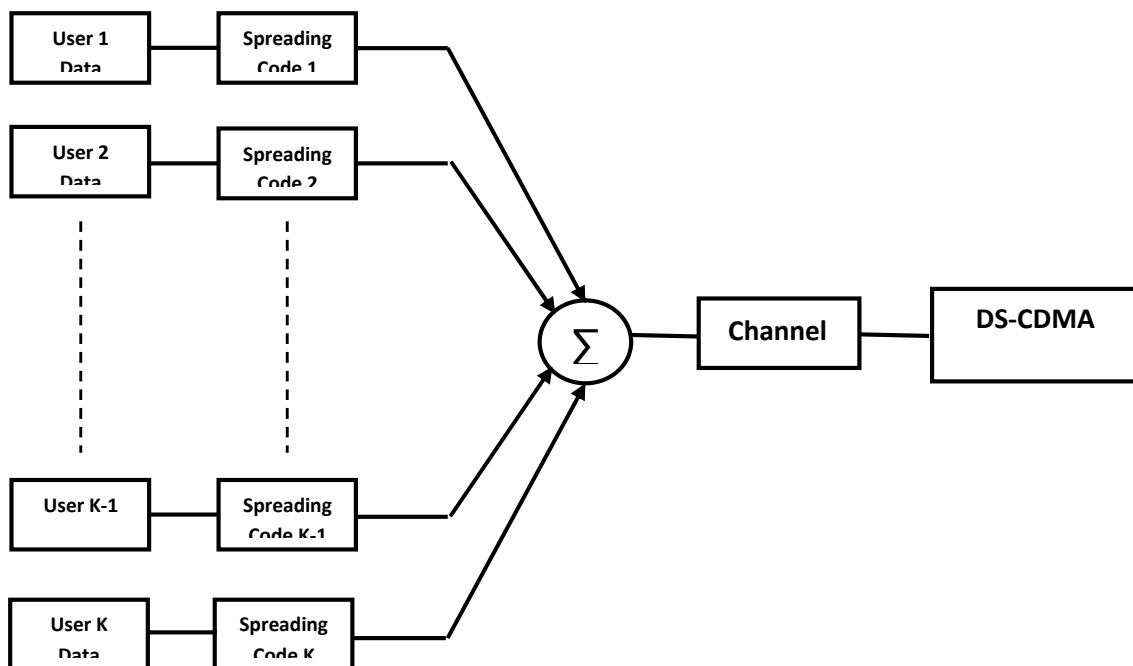 User 1
Data
Spreading
Code 1
User 2
Data
Spreading
Code 2
∑
Channel
DS-CDMA
User K-1
Spreading
Code K-1
User K
Data
Spreading
Code K